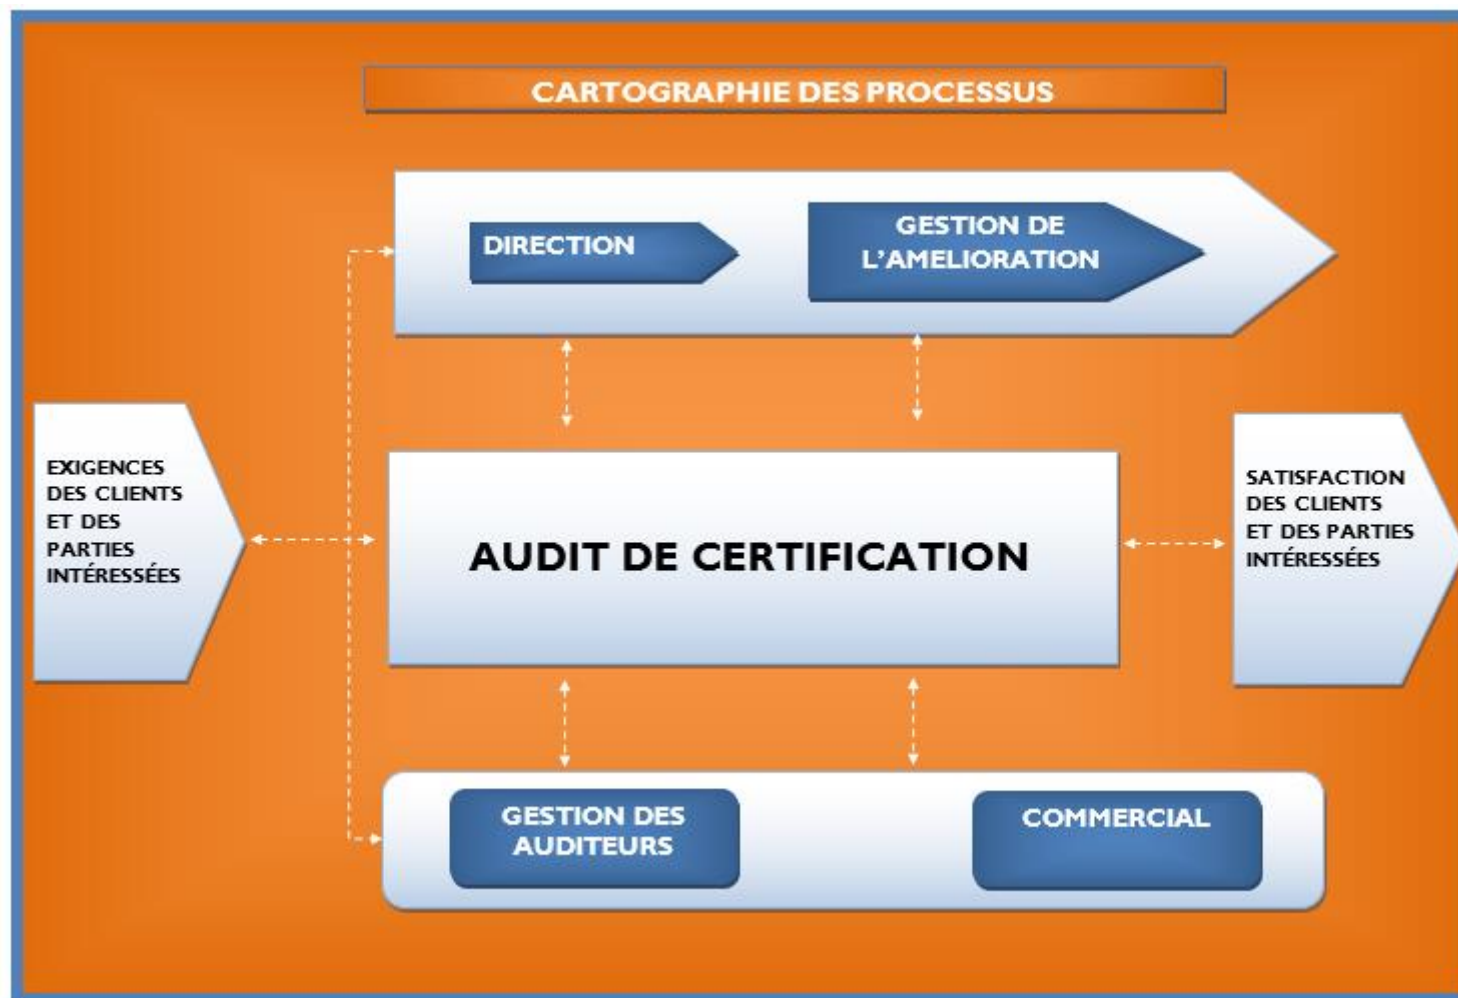 CARTOGRAPHIE DES PROCESSUS
DIRECTION
GESTION DE
L'AMELIORATION
EXIGENCES
DES CLIENTS
ET DES
PARTIES
INTÉRESSÉES
AUDIT DE CERTIFICATION
SATISFACTION
DES CLIENTS
ET DES PARTIES
INTÉRESSÉES
GESTION DES
AUDITEURS
COMMERCIAL